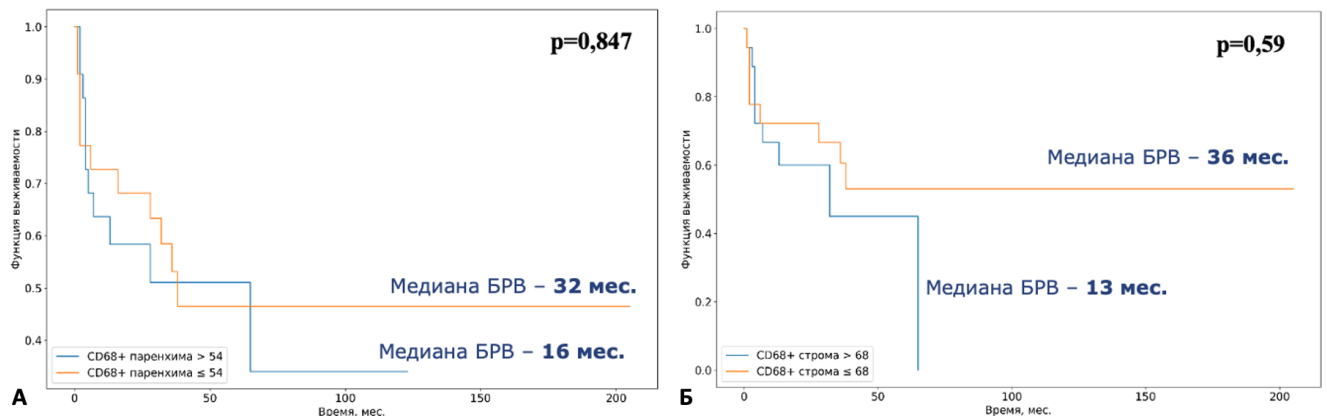 p=0,847
1.0
0.9
0.8
0.7
0.6
0.5
0.4
Функция выживаемости
Медиана БРВ – 32 мес.
Медиана БРВ – 16 мес.
CD68+ паренхима > 54
CD68+ паренхима ≤ 54
0 50 100 150 200
Время, мес.
А
p=0,59
1.0
0.8
0.6
0.4
0.2
0.0
Функция выживаемости
Медиана БРВ – 36 мес.
Медиана БРВ – 13 мес.
CD68+ строма > 68
CD68+ строма ≤ 68
0 50 100 150 200
Время, мес.
Б